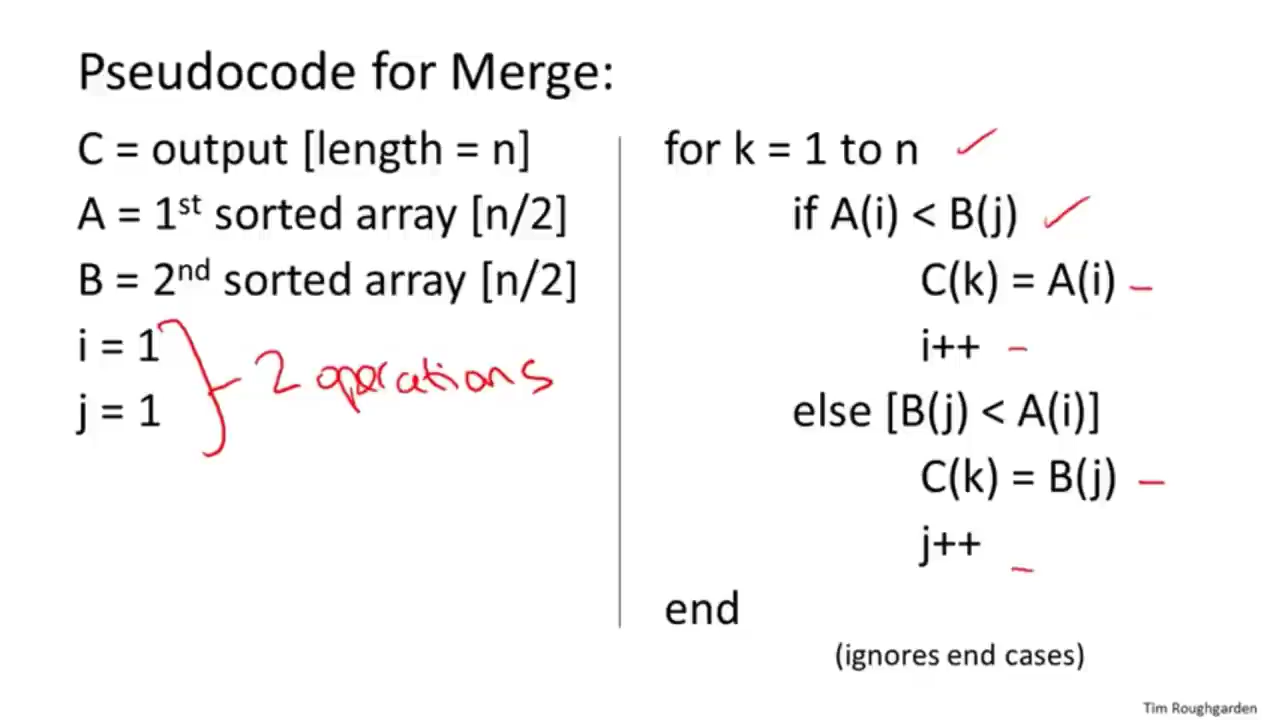 Pseudocode for Merge:
C = output [length = n]
A = 1st sorted array [n/2]
B = 2nd sorted array [n/2]
i = 1
j = 1
2 operations
for k = 1 to n
if A(i) < B(j)
C(k) = A(i)
i++
else [B(j) < A(i)]
C(k) = B(j)
j++
end
(ignores end cases)
Tim Roughgarden